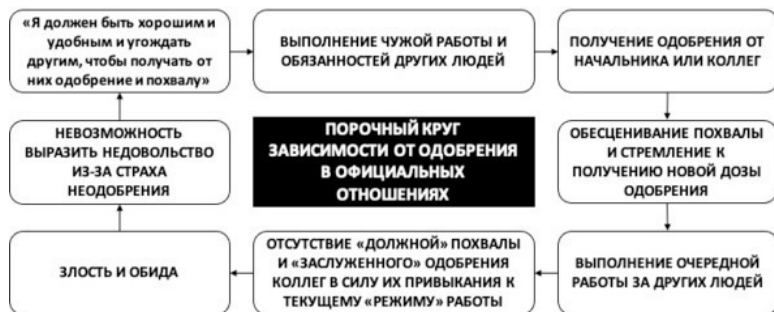 «Я должен быть хорошим и
удобным и угождать
другим, чтобы получать от
них одобрение и похвалу»
ВЫПОЛНЕНИЕ ЧУЖОЙ РАБОТЫ И
ОБЯЗАННОСТЕЙ ДРУГИХ ЛЮДЕЙ
ПОЛУЧЕНИЕ ОДОБРЕНИЯ ОТ
НАЧАЛЬНИКА ИЛИ КОЛЛЕГ
НЕВОЗМОЖНОСТЬ
ВЫРАЗИТЬ НЕДОВОЛЬСТВО
ИЗ-ЗА СТРАХА
НЕОДОБРЕНИЯ
ПОРОЧНЫЙ КРУГ
ЗАВИСИМОСТИ ОТ ОДОБРЕНИЯ
В ОФИЦИАЛЬНЫХ
ОТНОШЕНИЯХ
ОБЕСЦЕНИВАНИЕ ПОХВАЛЫ
И СТРЕМЛЕНИЕ К
ПОЛУЧЕНИЮ НОВОЙ ДОЗЫ
ОДОБРЕНИЯ
ЗЛОСТЬ И ОБИДА
ОТСУТСТВИЕ «ДОЛЖНОЙ» ПОХВАЛЫ
И «ЗАСЛУЖЕННОГО» ОДОБРЕНИЯ
КОЛЛЕГ В СИЛУ ИХ ПРИВЫКАНИЯ К
ТЕКУЩЕМУ «РЕЖИМУ» РАБОТЫ
ВЫПОЛНЕНИЕ ОЧЕРЕДНОЙ
РАБОТЫ ЗА ДРУГИХ ЛЮДЕЙ